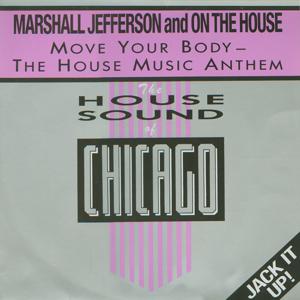 MARSHALL JEFFERSON and ON THE HOUSE
MOVE YOUR BODY–
THE HOUSE MUSIC ANTHEM
The
HOUSE
SOUND
of
CHICAGO
JACK IT
UP!